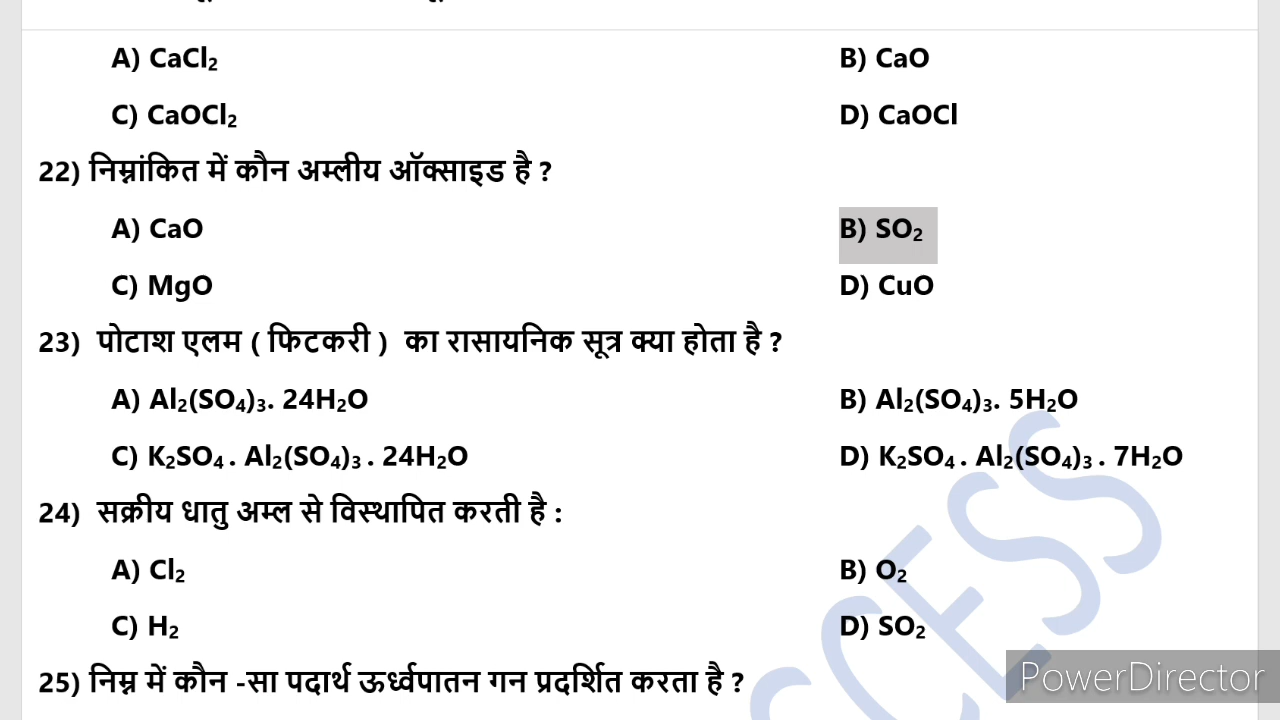 A) CaCl₂ B) CaO
C) CaOCl₂ D) CaOCl
22) निम्नांकित में कौन अम्लीय ऑक्साइड है ?
A) CaO B) SO₂
C) MgO D) CuO
23) पोटाश एलम ( फिटकरी ) का रासायनिक सूत्र क्या होता है ?
A) Al₂(SO₄)₃. 24H₂O B) Al₂(SO₄)₃. 5H₂O
C) K₂SO₄ . Al₂(SO₄)₃ . 24H₂O D) K₂SO₄ . Al₂(SO₄)₃ . 7H₂O
24) सक्रीय धातु अम्ल से विस्थापित करती है :
A) Cl₂ B) O₂
C) H₂ D) SO₂
25) निम्न में कौन -सा पदार्थ ऊर्ध्वपातन गन प्रदर्शित करता है ?
CCESS
PowerDirector